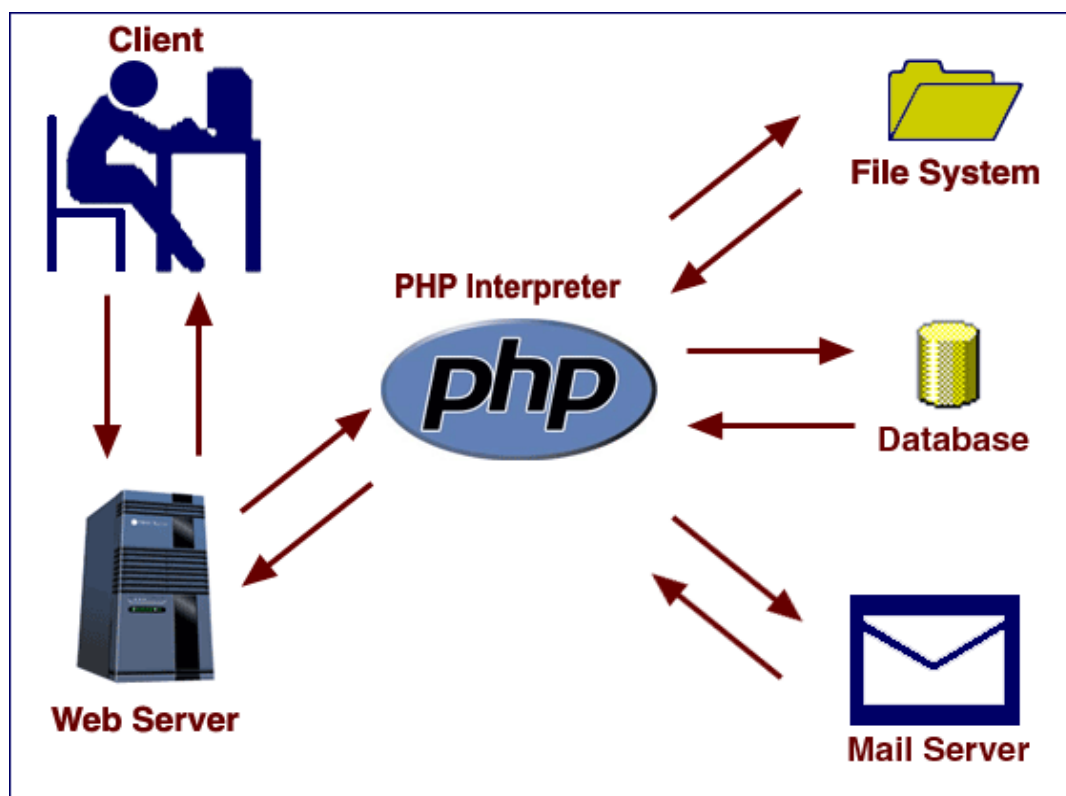 Client
File System
PHP Interpreter
php
Database
Web Server
Mail Server